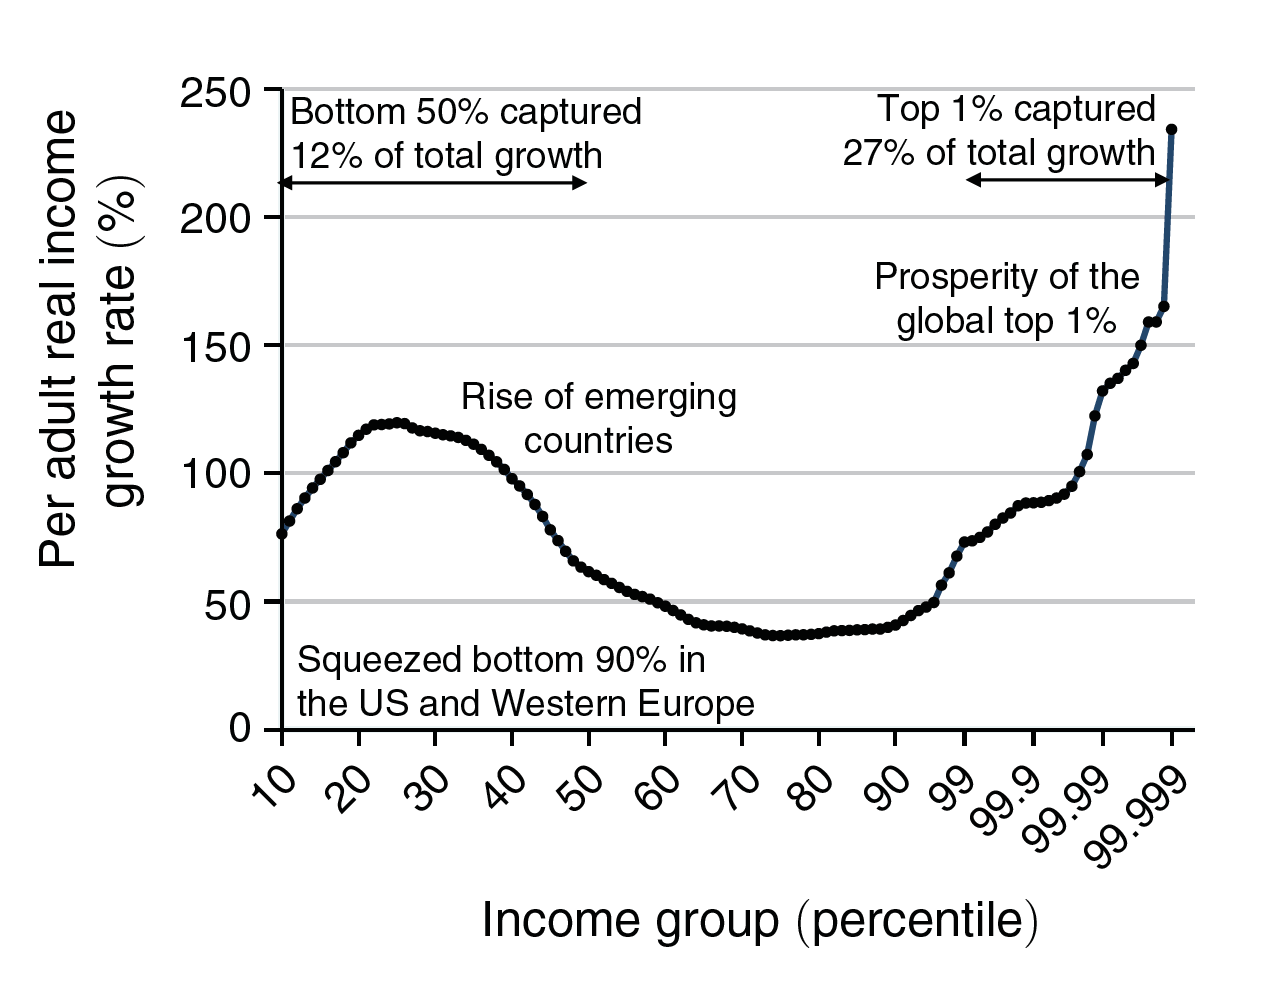 250
Bottom 50% captured
12% of total growth
Top 1% captured
27% of total growth
200
Prosperity of the
global top 1%
150
Rise of emerging
countries
100
50
Squeezed bottom 90% in
the US and Western Europe
0
Per adult real income
growth rate (%)
10 20 30 40 50 60 70 80 90 99 99.9 99.99 99.999
Income group (percentile)